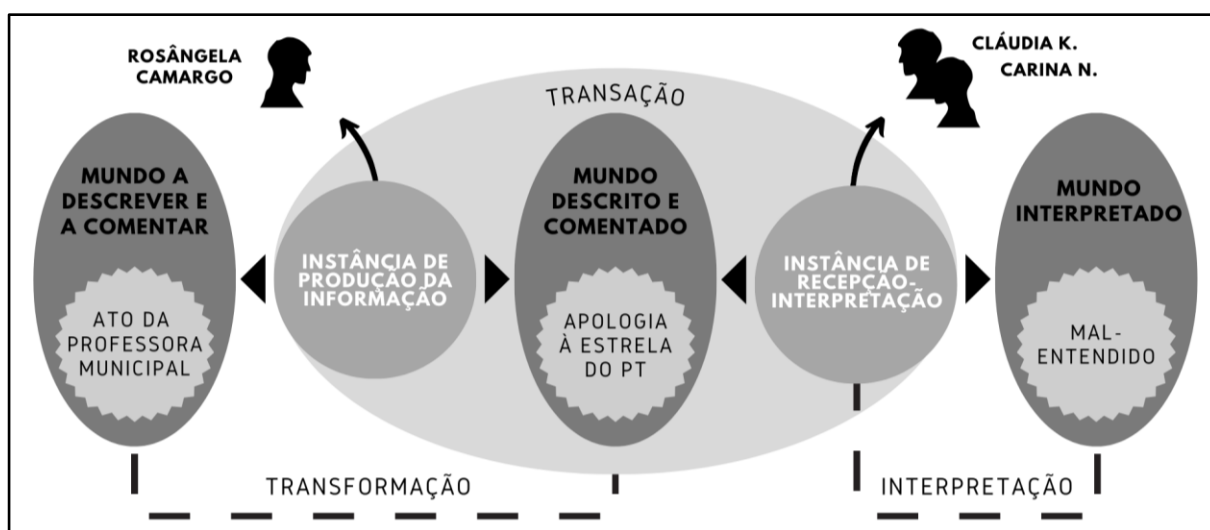 ROSÂNGELA
CAMARGO
CLÁUDIA K.
CARINA N.
TRANSAÇÃO
MUNDO A
DESCREVER E
A COMENTAR
ATO DA
PROFESSORA
MUNICIPAL
INSTÂNCIA DE
PRODUÇÃO DA
INFORMAÇÃO
MUNDO
DESCRITO E
COMENTADO
APOLOGIA
À ESTRELA
DO PT
INSTÂNCIA DE
RECEPÇÃO-
INTERPRETAÇÃO
MUNDO
INTERPRETADO
MAL-
ENTENDIDO
TRANSFORMAÇÃO
INTERPRETAÇÃO